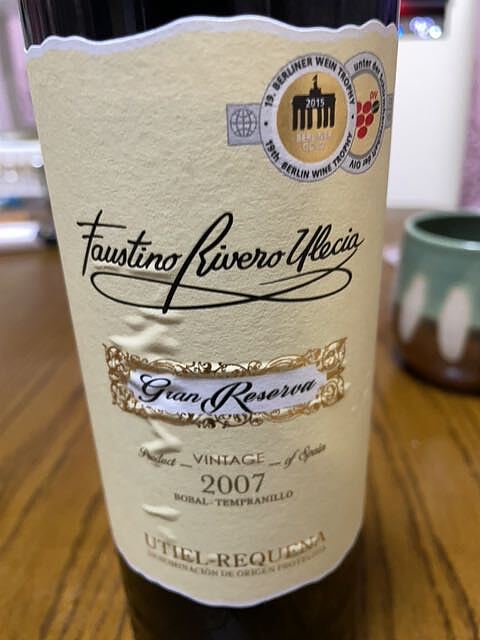 19. BERLINER WEIN TROPHY
2015
19th BERLIN WINE TROPHY
DIV
Faustino Rivero Ulecia
Gran Reserva
Product _ VINTAGE _ of Spain
2007
BOBAL-TEMPRANILLO
UTIEL-REQUENA
DENOMINACIÓN DE ORIGEN PROTEGIDA